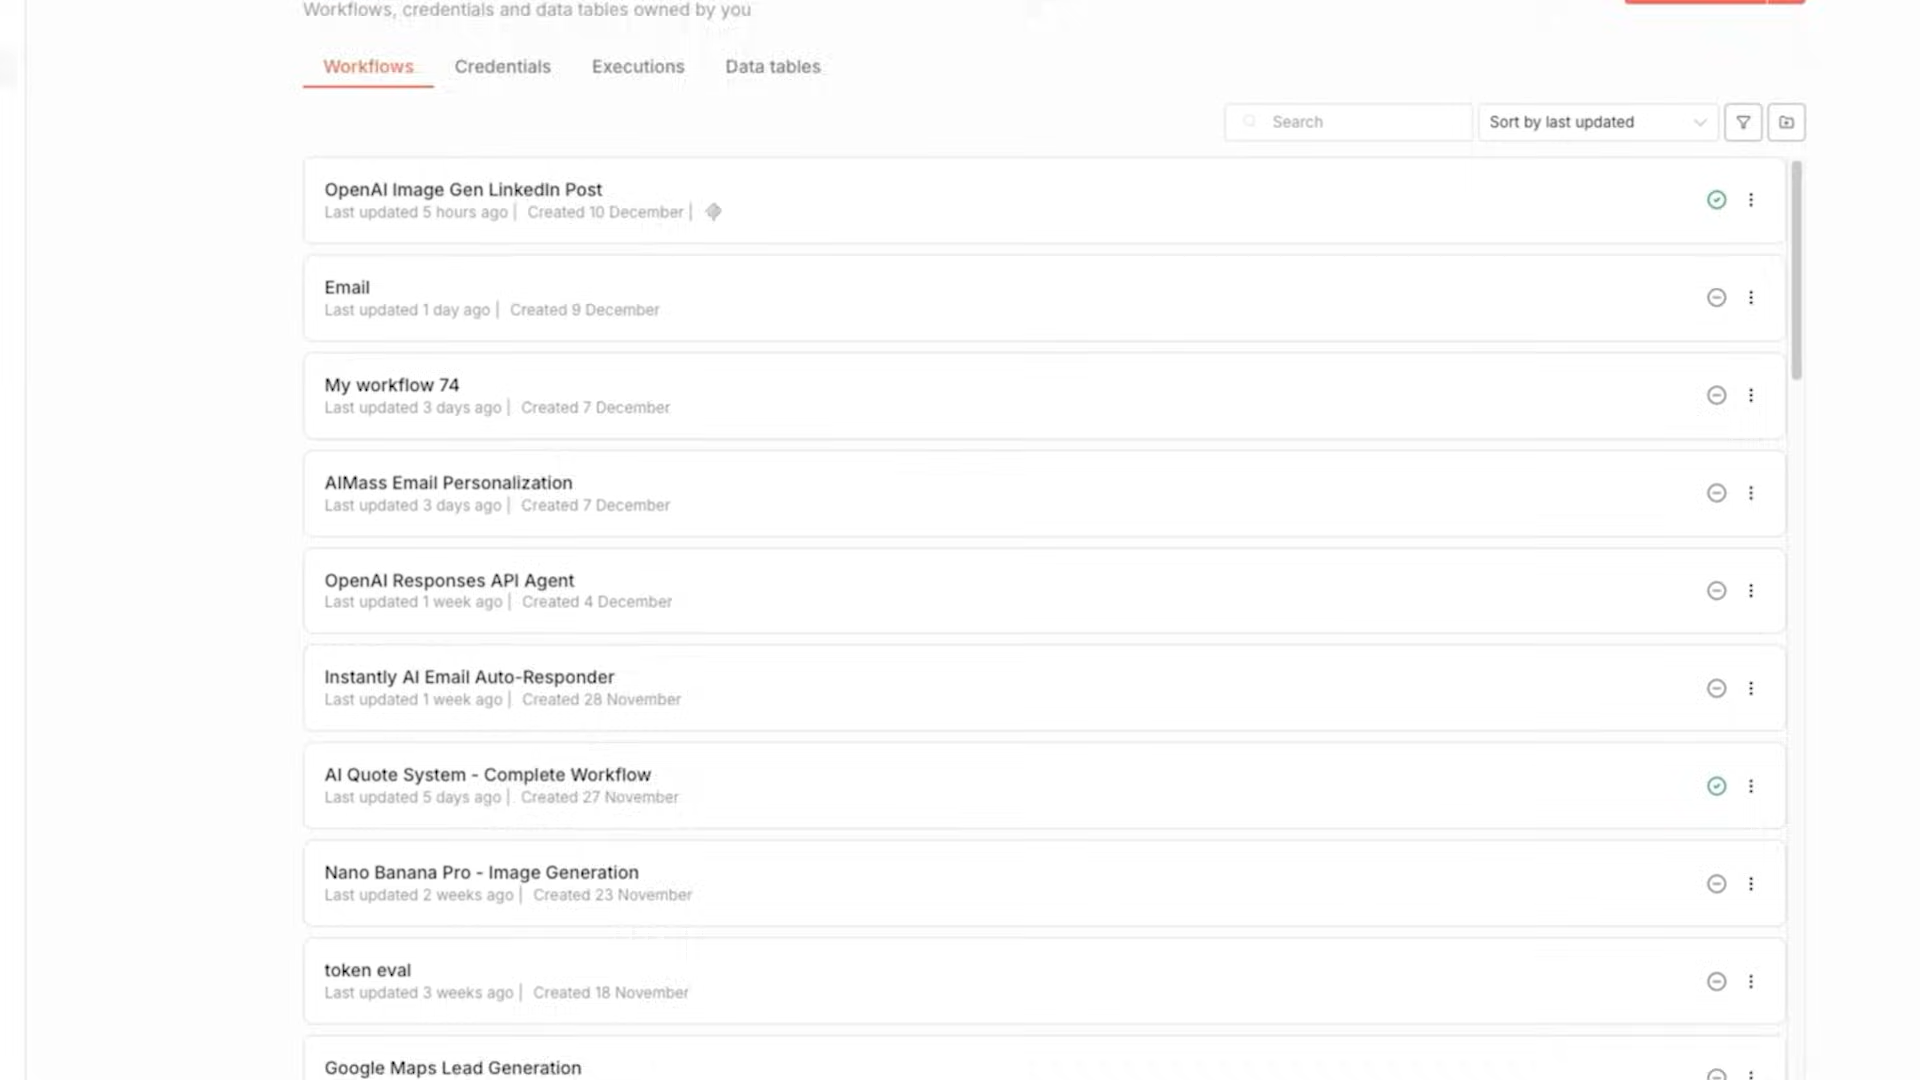 Workflows, credentials and data tables owned by you
Workflows Credentials Executions Data tables
Search Sort by last updated
OpenAI Image Gen LinkedIn Post
Last updated 5 hours ago | Created 10 December |
Email
Last updated 1 day ago | Created 9 December
My workflow 74
Last updated 3 days ago | Created 7 December
AIMass Email Personalization
Last updated 3 days ago | Created 7 December
OpenAI Responses API Agent
Last updated 1 week ago | Created 4 December
Instantly AI Email Auto-Responder
Last updated 1 week ago | Created 28 November
AI Quote System - Complete Workflow
Last updated 5 days ago | Created 27 November
Nano Banana Pro - Image Generation
Last updated 2 weeks ago | Created 23 November
token eval
Last updated 3 weeks ago | Created 18 November
Google Maps Lead Generation